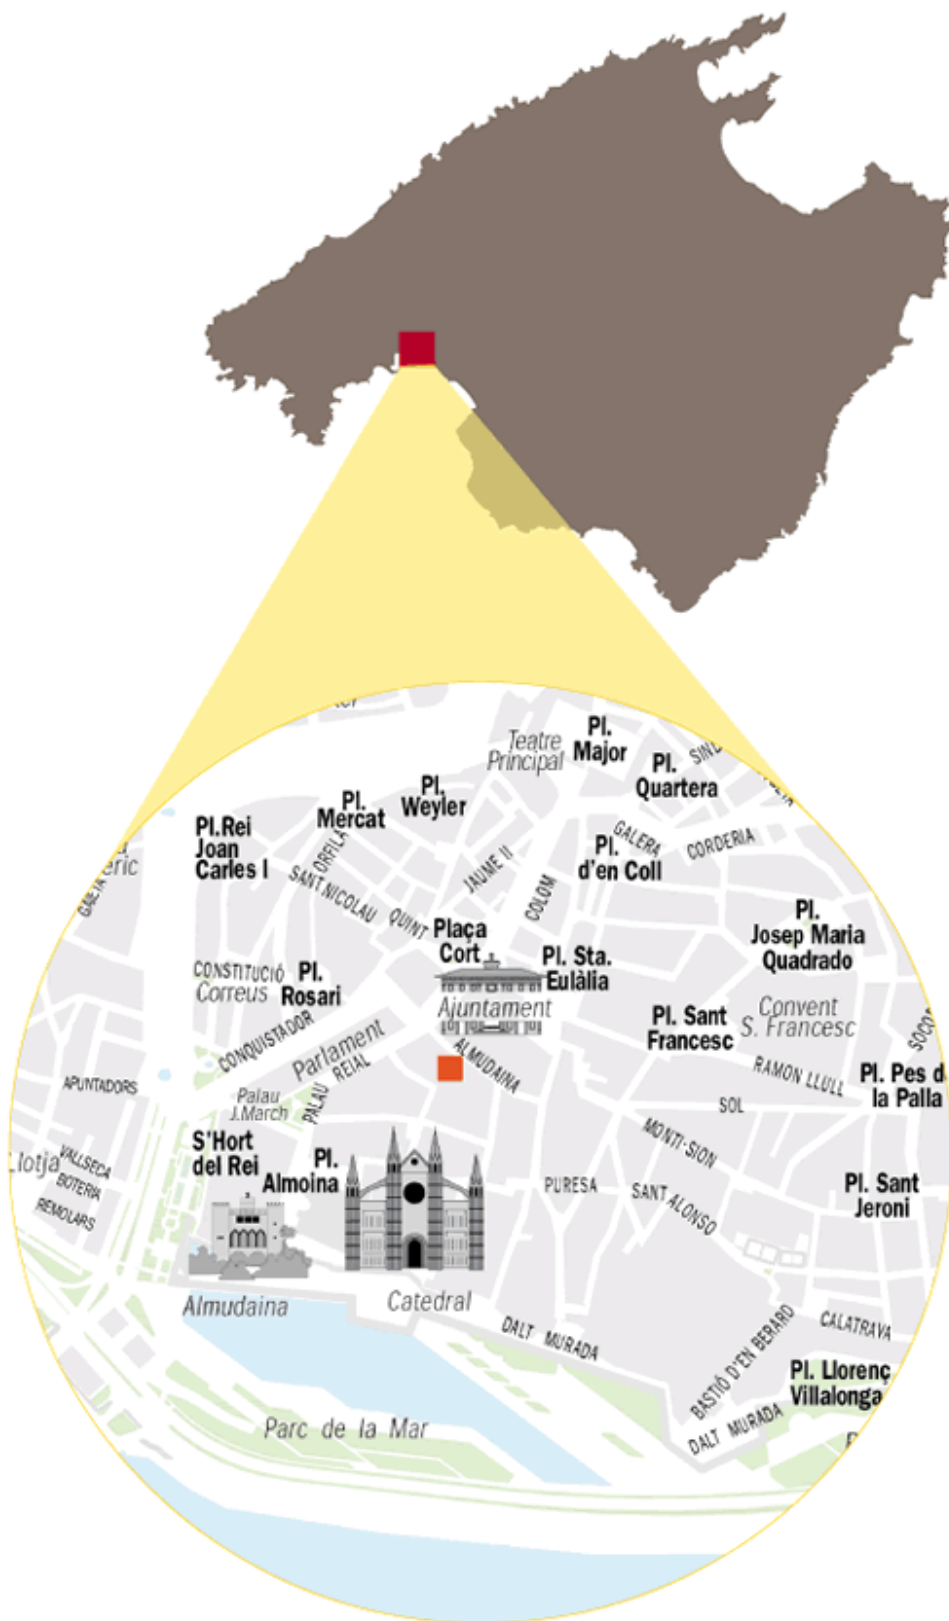 Teatre
Principal
Pl.
Major
SIND
Pl.
Quartera
Pl.
Weyler
Pl.
Mercat
Pl.Rei
Joan
Carles I
ORFILA
SANT NICOLAU
QUINT
JAUME II
COLOM
GALERA
CORDERIA
Pl.
d'en Coll
GAETA
Plaça
Cort
Pl. Sta.
Eulàlia
Pl.
Josep Maria
Quadrado
CONSTITUCIÓ
Correus
Pl.
Rosari
Ajuntament
Pl. Sant
Francesc
Convent
S. Francesc
CONQUISTADOR
Parlament
ALMUDAINA
RAMON LLULL
Pl. Pes d
la Palla
APUNTADORS
Palau
J.March
PALAU
REIAL
SOL
MONTI-SION
S'Hort
del Rei
Pl.
Almoina
Llotja
VALLSECA
BOTERIA
REMOLARS
PURESA
SANT ALONSO
Pl. Sant
Jeroni
Almudaina
Catedral
DALT MURADA
BASTIÓ D'EN BERARD
CALATRAVA
Pl. Llorenç
Villalonga
DALT MURADA
Parc de la Mar